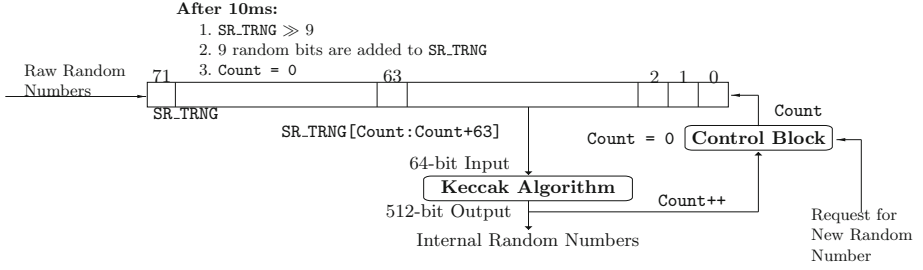 After 10ms:
1. SR_TRNG ≫ 9
2. 9 random bits are added to SR_TRNG
3. Count = 0
Raw Random
Numbers
71
63
2
1
0
SR_TRNG
SR_TRNG[Count:Count+63]
Count
Count = 0
Control Block
64-bit Input
Keccak Algorithm
512-bit Output
Count++
Internal Random Numbers
Request for
New Random
Number